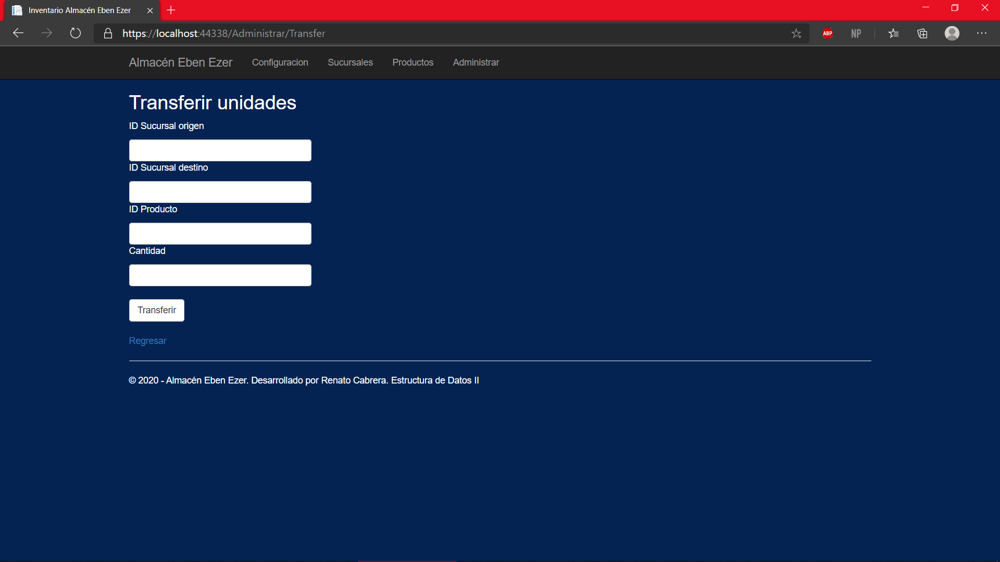 Inventario Almacén Eben Ezer
https://localhost:44338/Administrar/Transfer
ABP
NP
Almacén Eben Ezer Configuracion Sucursales Productos Administrar
Transferir unidades
ID Sucursal origen
ID Sucursal destino
ID Producto
Cantidad
Transferir
Regresar
© 2020 - Almacén Eben Ezer. Desarrollado por Renato Cabrera. Estructura de Datos II